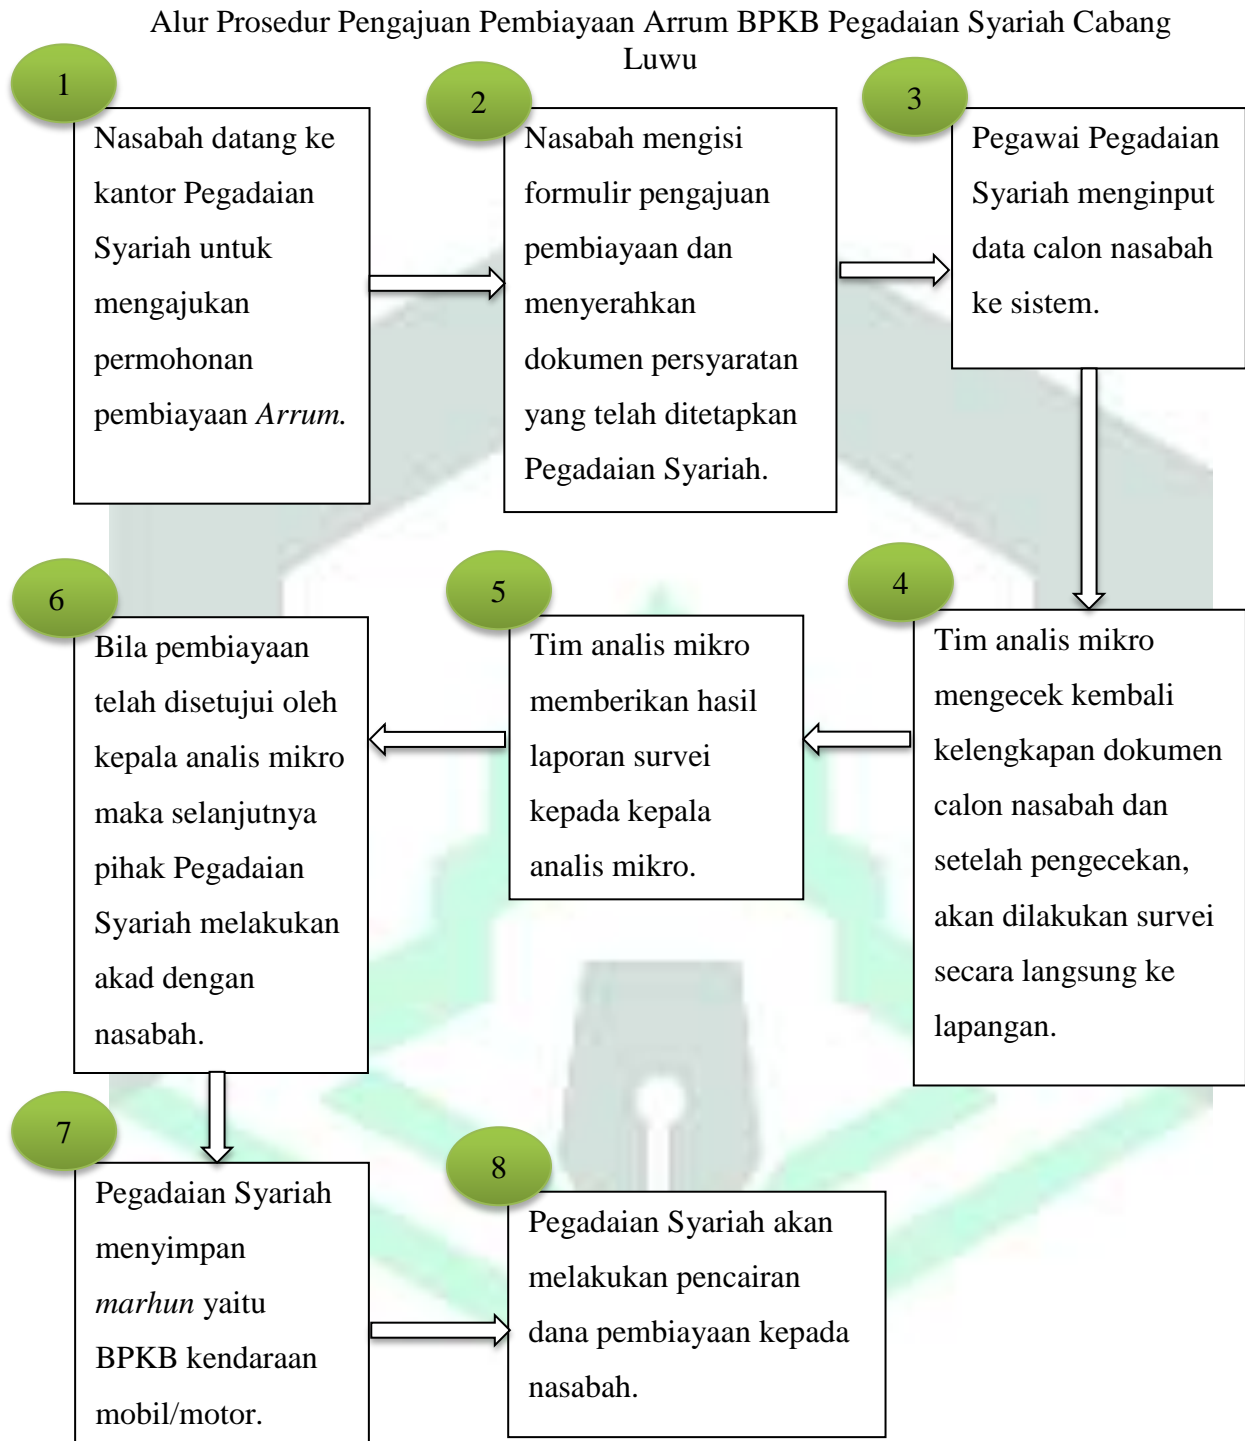 Alur Prosedur Pengajuan Pembiayaan Arrum BPKB Pegadaian Syariah Cabang
Luwu
1
Nasabah datang ke
kantor Pegadaian
Syariah untuk
mengajukan
permohonan
pembiayaan Arrum.
2
Nasabah mengisi
formulir pengajuan
pembiayaan dan
menyerahkan
dokumen persyaratan
yang telah ditetapkan
Pegadaian Syariah.
3
Pegawai Pegadaian
Syariah menginput
data calon nasabah
ke sistem.
4
Tim analis mikro
mengecek kembali
kelengkapan dokumen
calon nasabah dan
setelah pengecekan,
akan dilakukan survei
secara langsung ke
lapangan.
5
Tim analis mikro
memberikan hasil
laporan survei
kepada kepala
analis mikro.
6
Bila pembiayaan
telah disetujui oleh
kepala analis mikro
maka selanjutnya
pihak Pegadaian
Syariah melakukan
akad dengan
nasabah.
7
Pegadaian Syariah
menyimpan
marhun yaitu
BPKB kendaraan
mobil/motor.
8
Pegadaian Syariah akan
melakukan pencairan
dana pembiayaan kepada
nasabah.